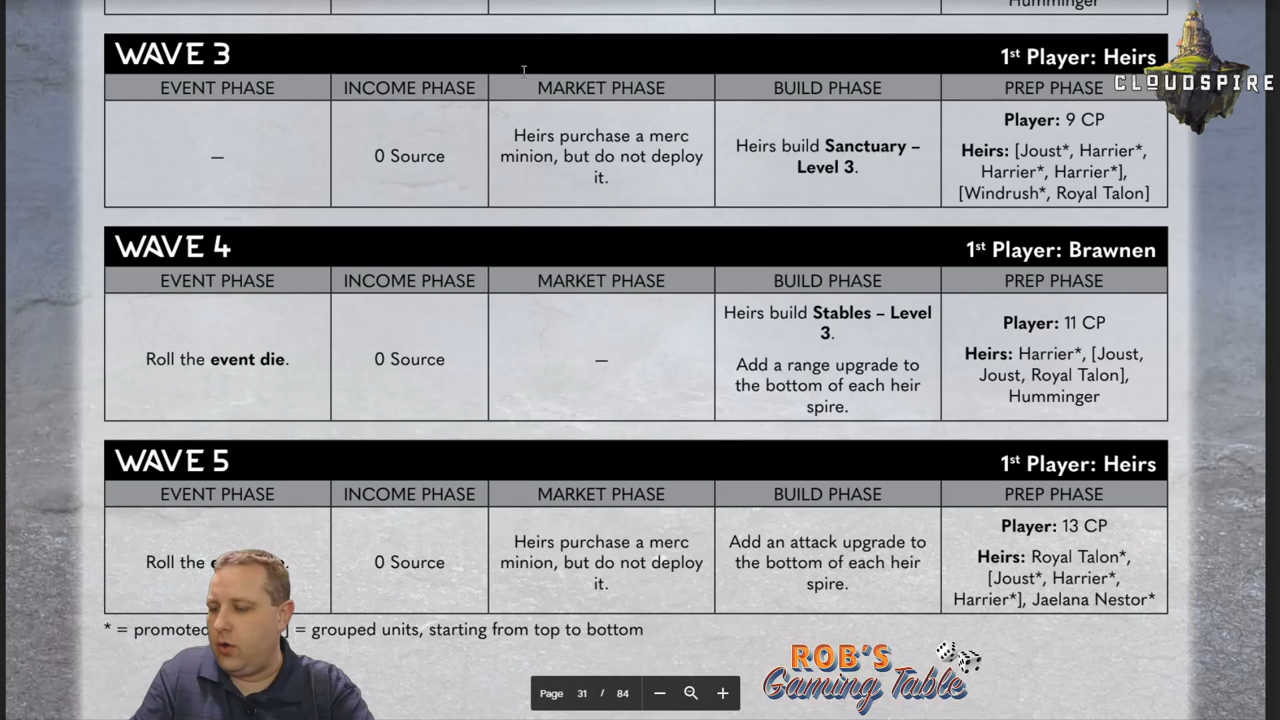 Humminger
WAVE 3
1st Player: Heirs
CLOUDSPIRE
EVENT PHASE
INCOME PHASE
MARKET PHASE
BUILD PHASE
PREP PHASE
—
0 Source
Heirs purchase a merc
minion, but do not deploy
it.
Heirs build Sanctuary –
Level 3.
Player: 9 CP
Heirs: [Joust*, Harrier*,
Harrier*, Harrier*],
[Windrush*, Royal Talon]
WAVE 4
1st Player: Brawnen
EVENT PHASE
INCOME PHASE
MARKET PHASE
BUILD PHASE
PREP PHASE
Roll the event die.
0 Source
—
Heirs build Stables – Level
3.
Add a range upgrade to
the bottom of each heir
spire.
Player: 11 CP
Heirs: Harrier*, [Joust,
Joust, Royal Talon],
Humminger
WAVE 5
1st Player: Heirs
EVENT PHASE
INCOME PHASE
MARKET PHASE
BUILD PHASE
PREP PHASE
Roll the
0 Source
Heirs purchase a merc
minion, but do not deploy
it.
Add an attack upgrade to
the bottom of each heir
spire.
Player: 13 CP
Heirs: Royal Talon*,
[Joust*, Harrier*,
Harrier*], Jaelana Nestor*
* = promoted ] = grouped units, starting from top to bottom
ROB'S
Gaming Table
Page 31 / 84